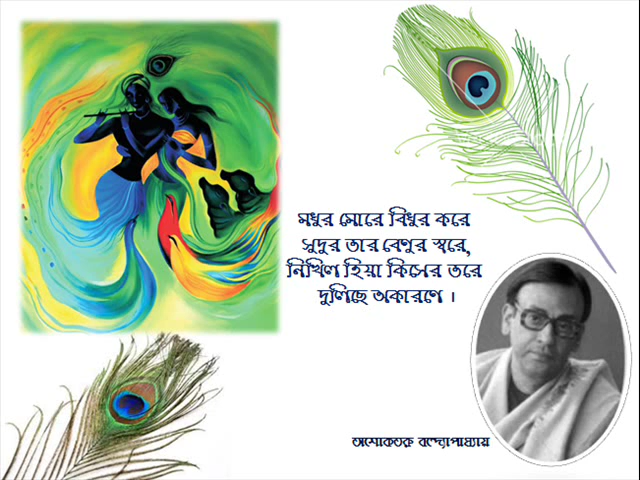 মধুর মোরে বিধুর করে
সুদূর তার বেণুর স্বরে,
নিখিল হিয়া কিসের তরে
দুলিছে অকারণে ।
অশোকতরু বন্দ্যোপাধ্যায়